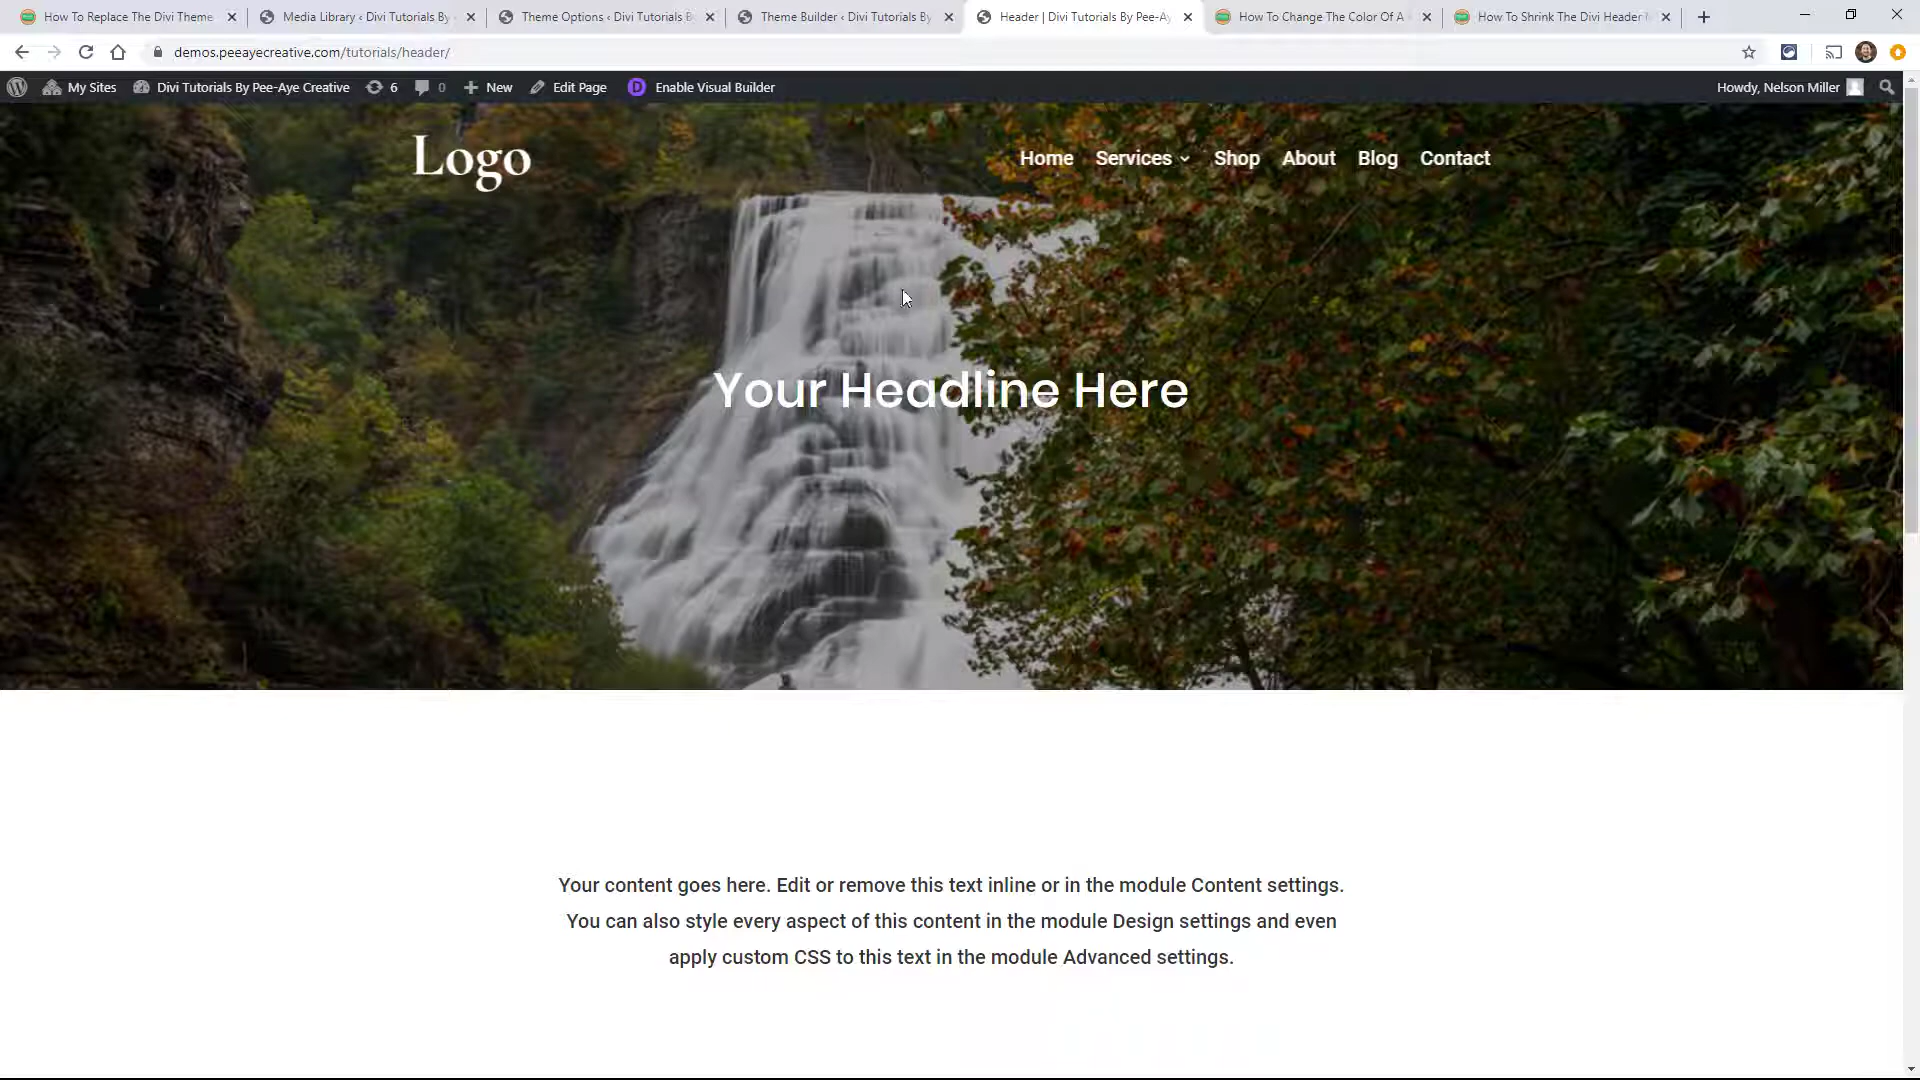 How To Replace The Divi Theme
Media Library ‹ Divi Tutorials By
Theme Options ‹ Divi Tutorials B
Theme Builder ‹ Divi Tutorials By
Header | Divi Tutorials By Pee-Ay
How To Change The Color Of A
How To Shrink The Divi Header
demos.peeayecreative.com/tutorials/header/
My Sites
Divi Tutorials By Pee-Aye Creative
6
0
New
Edit Page
D
Enable Visual Builder
Howdy, Nelson Miller
Logo
Home
Services
Shop
About
Blog
Contact
Your Headline Here
Your content goes here. Edit or remove this text inline or in the module Content settings.
You can also style every aspect of this content in the module Design settings and even
apply custom CSS to this text in the module Advanced settings.